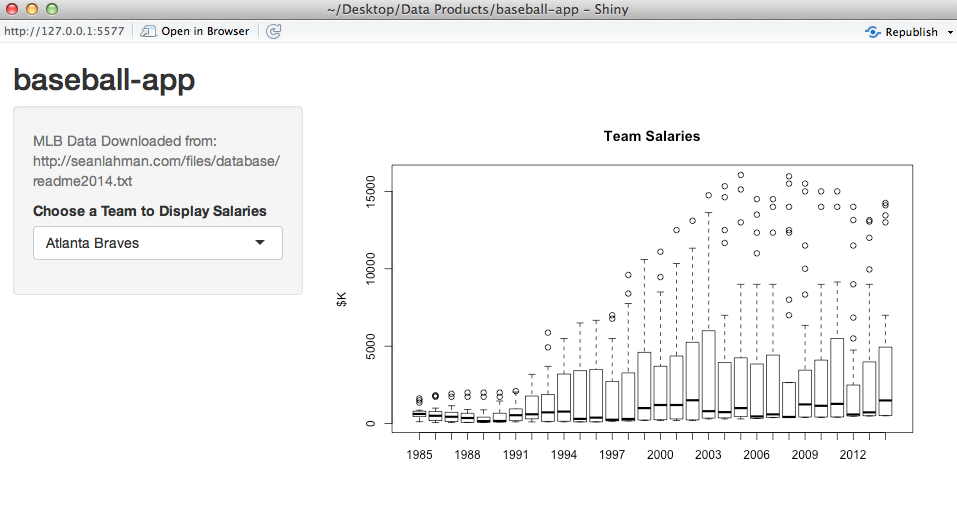 ~/Desktop/Data Products/baseball-app – Shiny
http://127.0.0.1:5577
Open in Browser
Republish
baseball-app
MLB Data Downloaded from:
http://seanlahman.com/files/database/
readme2014.txt
Choose a Team to Display Salaries
Atlanta Braves
Team Salaries
$K
15000
10000
5000
0
1985 1988 1991 1994 1997 2000 2003 2006 2009 2012